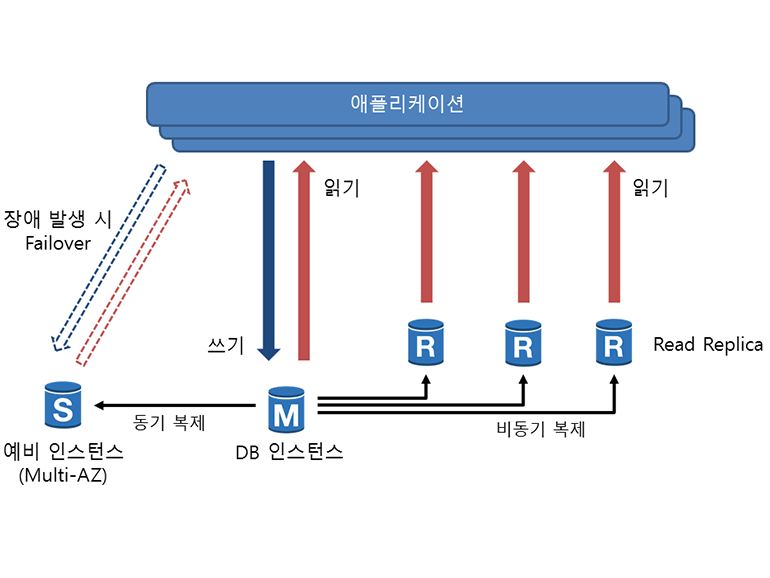 애플리케이션
장애 발생 시
Failover
읽기
읽기
쓰기
R
R
R
Read Replica
S
동기 복제
M
비동기 복제
예비 인스턴스
(Multi-AZ)
DB 인스턴스